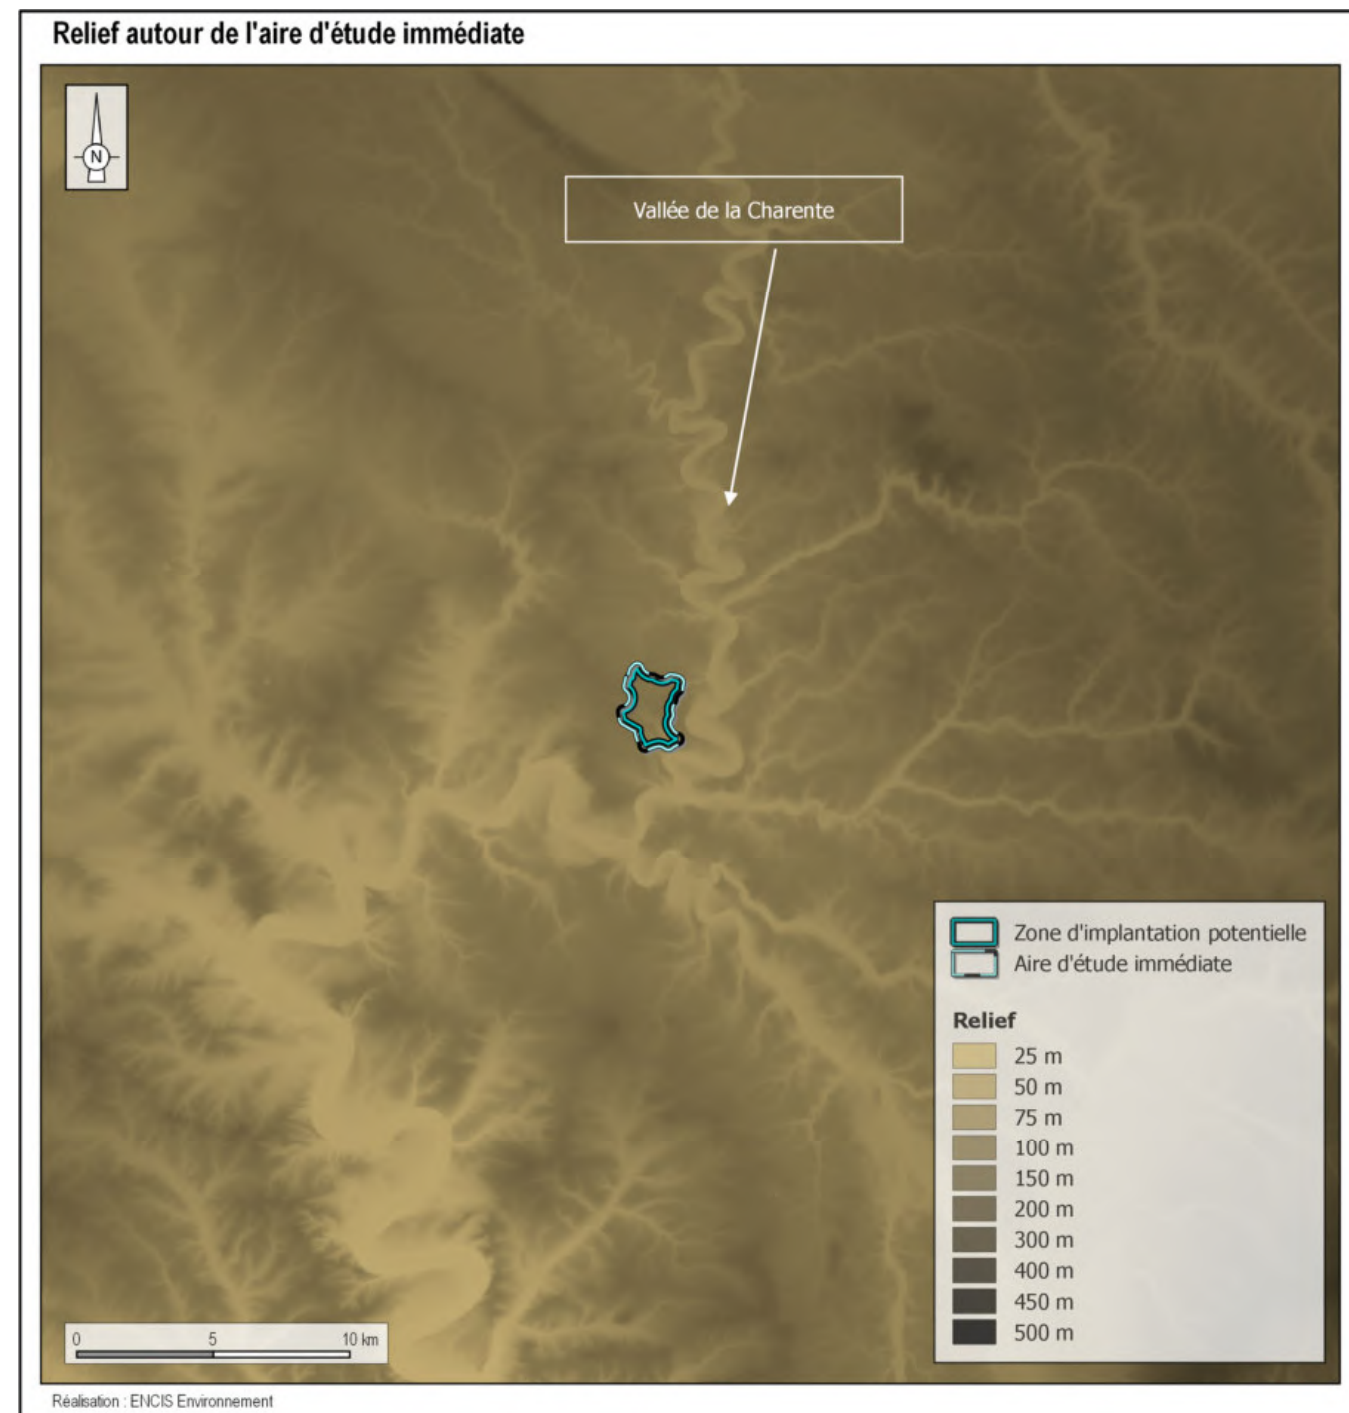 Relief autour de l'aire d'étude immédiate
N
Vallée de la Charente
Zone d'implantation potentielle
Aire d'étude immédiate
Relief
25 m
50 m
75 m
100 m
150 m
200 m
300 m
400 m
450 m
500 m
0 5 10 km
Réalisation : ENCIS Environnement